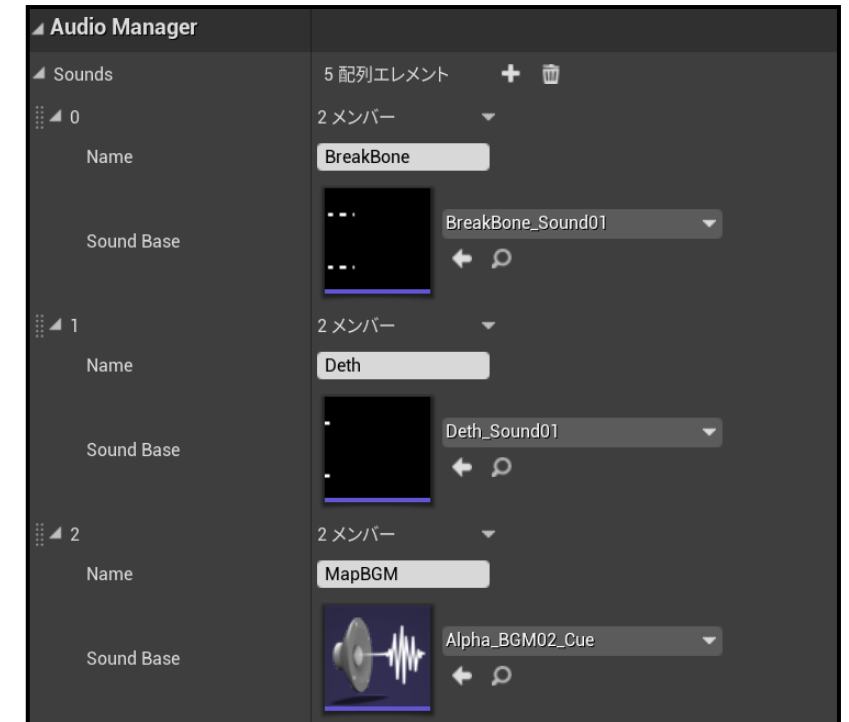 Audio Manager
Sounds 5 配列エレメント
0 2 メンバー
Name BreakBone
Sound Base BreakBone_Sound01
1 2 メンバー
Name Deth
Sound Base Deth_Sound01
2 2 メンバー
Name MapBGM
Sound Base Alpha_BGM02_Cue